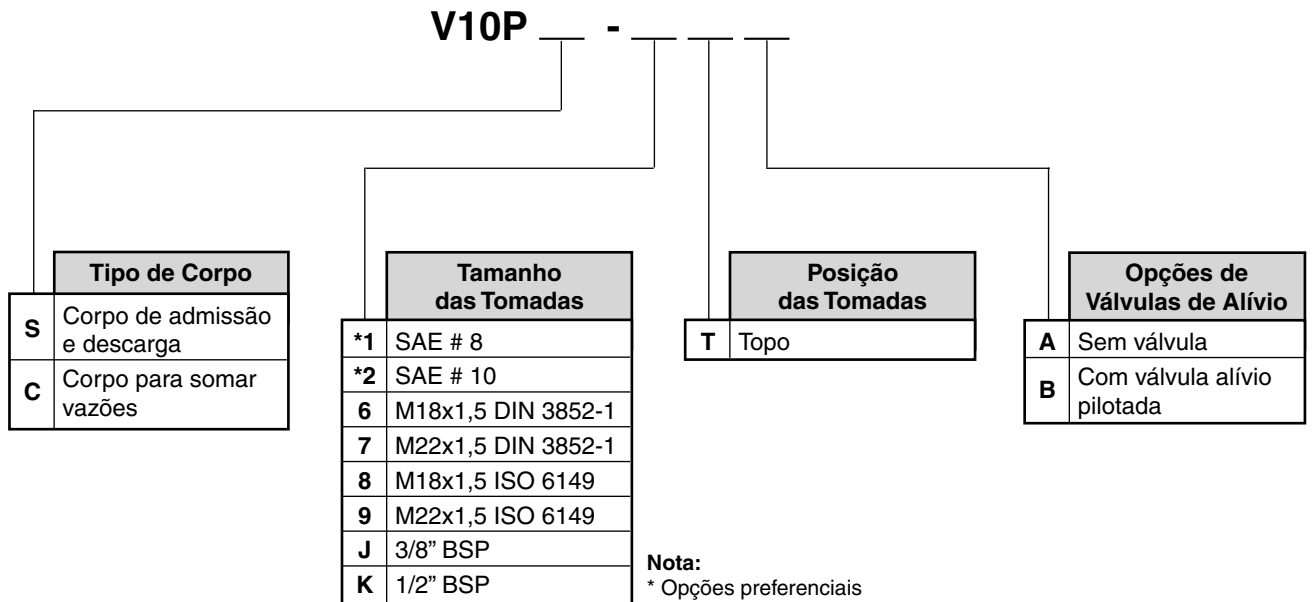 V10P __ - __ __ __
Tipo de Corpo
S Corpo de admissão
e descarga
C Corpo para somar
vazões
Tamanho
das Tomadas
*1 SAE # 8
*2 SAE # 10
6 M18x1,5 DIN 3852-1
7 M22x1,5 DIN 3852-1
8 M18x1,5 ISO 6149
9 M22x1,5 ISO 6149
J 3/8” BSP
K 1/2” BSP
Posição
das Tomadas
T Topo
Opções de
Válvulas de Alívio
A Sem válvula
B Com válvula alívio
pilotada
Nota:
* Opções preferenciais